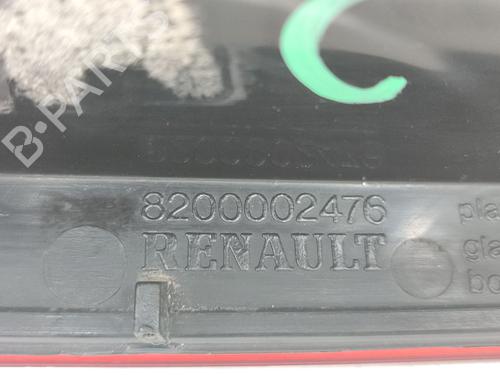 B-PARTS
C
8200002476
RENAULT
pla
gla
bo